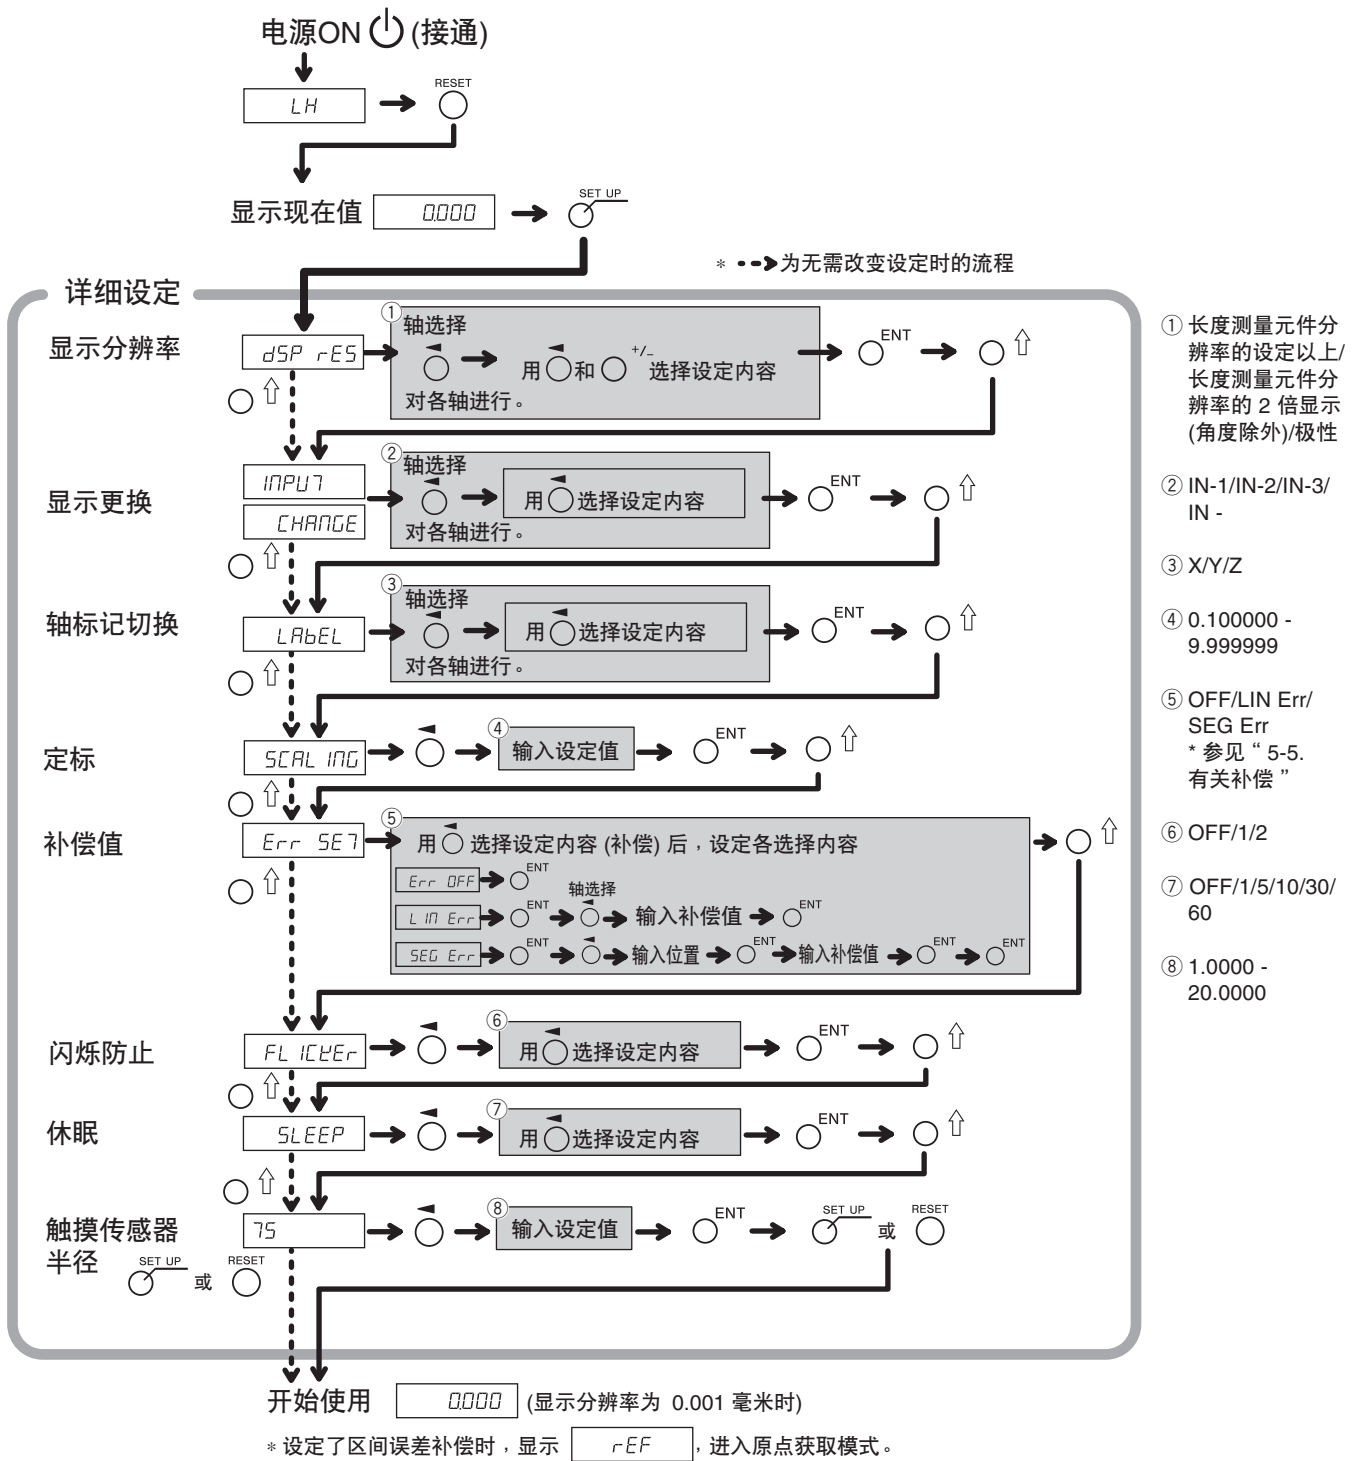 电源ON (接通)
LH
RESET
显示现在值 0.000
SET UP
* 为无需改变设定时的流程
详细设定
显示分辨率
dSP rES
① 轴选择
用 和 +/- 选择设定内容
对各轴进行。
ENT
显示更换
INPUT
CHANGE
② 轴选择
用 选择设定内容
对各轴进行。
ENT
轴标记切换
LAbEL
③ 轴选择
用 选择设定内容
对各轴进行。
ENT
定标
SCALING
④ 输入设定值
ENT
补偿值
Err SET
⑤ 用 选择设定内容 (补偿) 后,设定各选择内容
Err OFF ENT
LIN Err ENT 轴选择 输入补偿值 ENT
SEG Err ENT 输入位置 ENT 输入补偿值 ENT ENT
闪烁防止
FLICKEr
⑥ 用 选择设定内容
ENT
休眠
SLEEP
⑦ 用 选择设定内容
ENT
触摸传感器
半径
SET UP 或 RESET
TS
⑧ 输入设定值
ENT
SET UP 或 RESET
开始使用 0.000 (显示分辨率为 0.001 毫米时)
* 设定了区间误差补偿时,显示 rEF ,进入原点获取模式。
① 长度测量元件分
辨率的设定以上/
长度测量元件分
辨率的 2 倍显示
(角度除外)/极性
② IN-1/IN-2/IN-3/
IN -
③ X/Y/Z
④ 0.100000 -
9.999999
⑤ OFF/LIN Err/
SEG Err
* 参见 “ 5-5.
有关补偿 ”
⑥ OFF/1/2
⑦ OFF/1/5/10/30/
60
⑧ 1.0000 -
20.0000